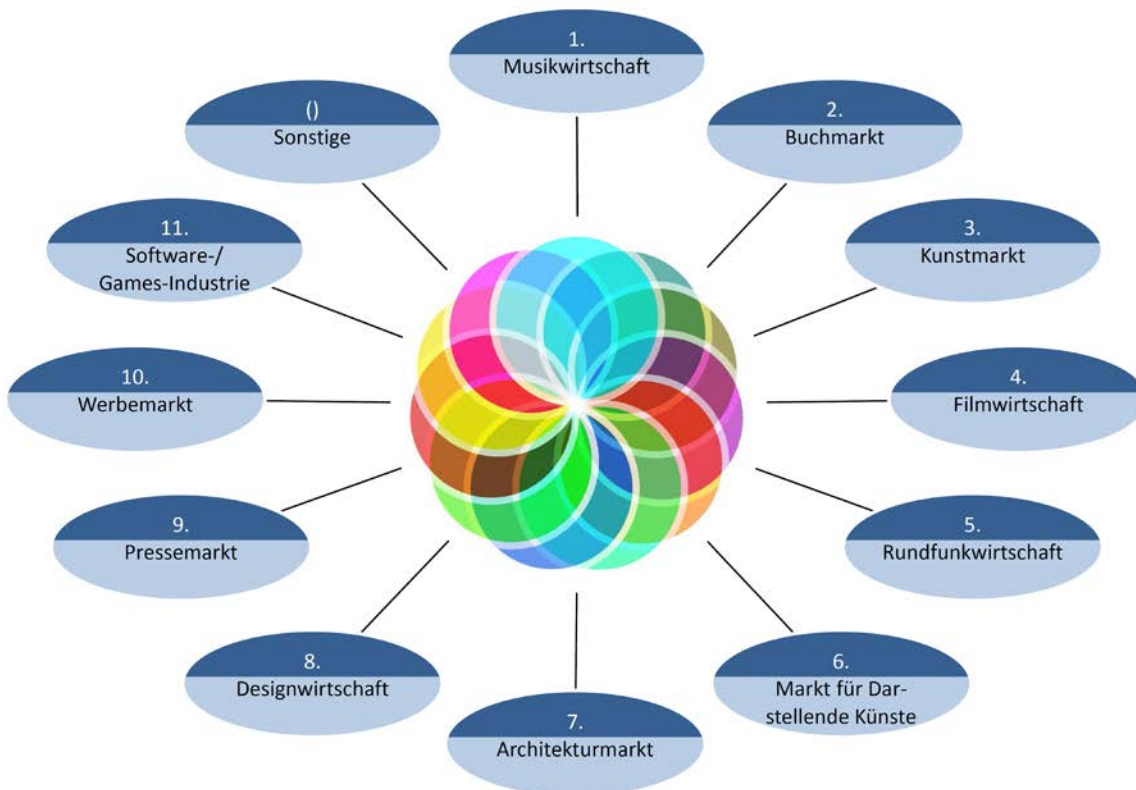 1.
Musikwirtschaft
2.
Buchmarkt
3.
Kunstmarkt
4.
Filmwirtschaft
5.
Rundfunkwirtschaft
6.
Markt für Dar-
stellende Künste
7.
Architekturmarkt
8.
Designwirtschaft
9.
Pressemarkt
10.
Werbemarkt
11.
Software-/
Games-Industrie
()
Sonstige